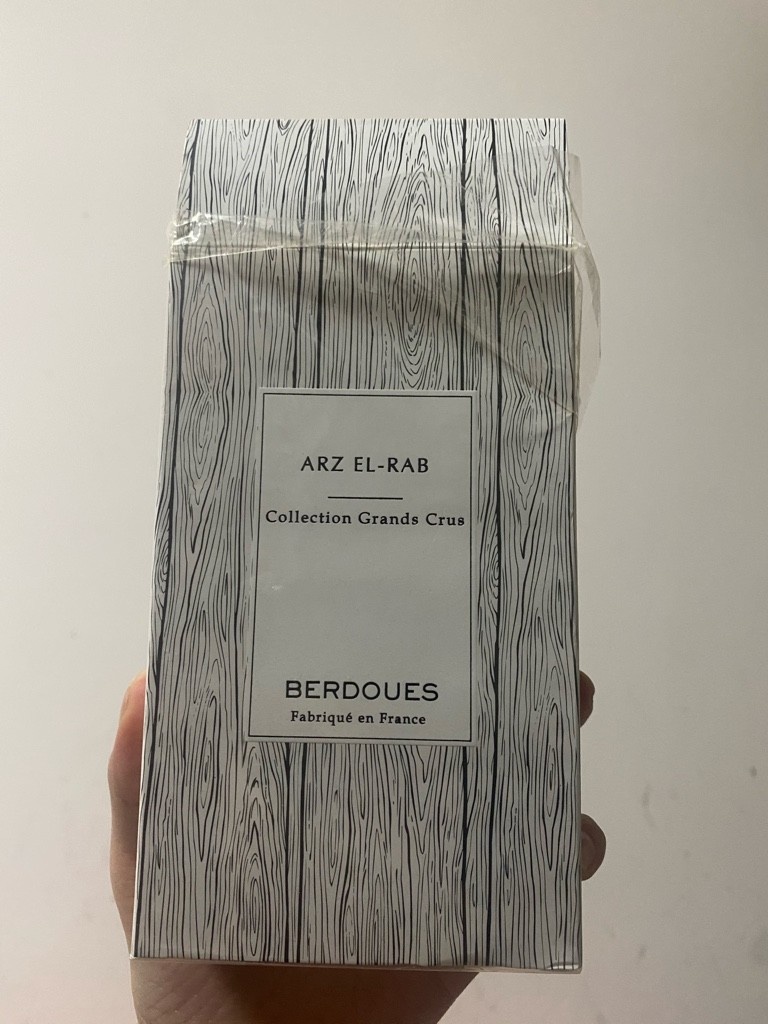 ARZ EL-RAB
Collection Grands Crus
BERDOUES
Fabriqué en France